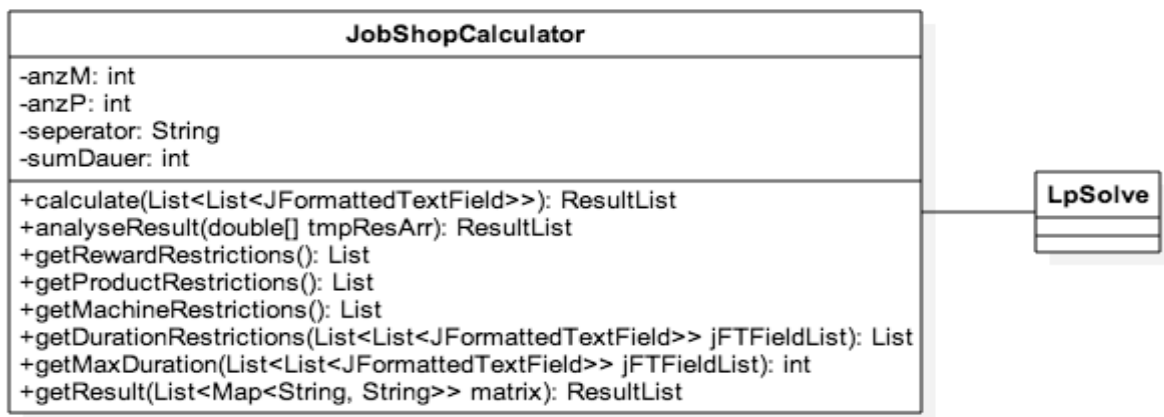 JobShopCalculator
-anzM: int
-anzP: int
-seperator: String
-sumDauer: int
+calculate(List<List<JFormattedTextField>>): ResultList
+analyseResult(double[] tmpResArr): ResultList
+getRewardRestrictions(): List
+getProductRestrictions(): List
+getMachineRestrictions(): List
+getDurationRestrictions(List<List<JFormattedTextField>> jFTFieldList): List
+getMaxDuration(List<List<JFormattedTextField>> jFTFieldList): int
+getResult(List<Map<String, String>> matrix): ResultList
LpSolve